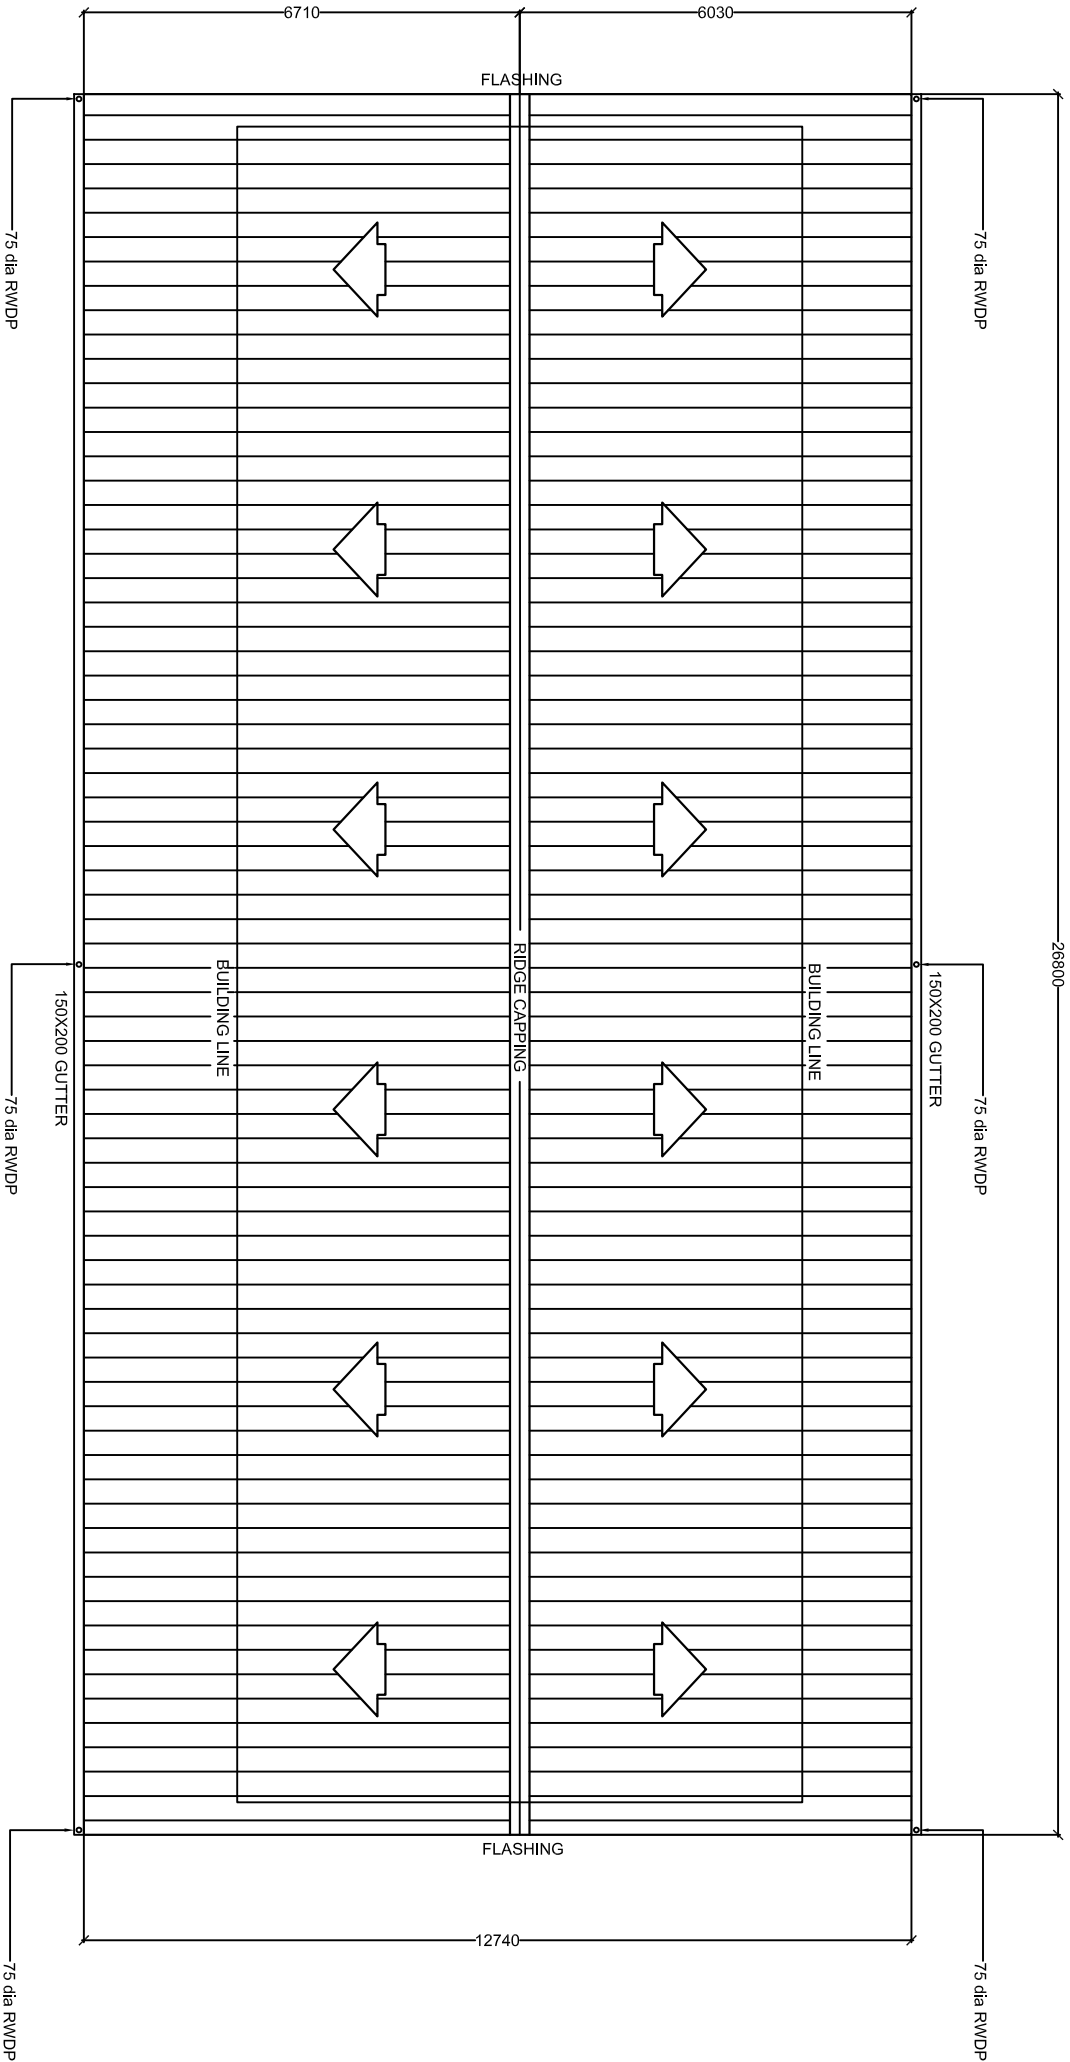 6710
6030
FLASHING
75 dia RWDP
75 dia RWDP
26800
BUILDING LINE
RIDGE CAPPING
BUILDING LINE
150X200 GUTTER
150X200 GUTTER
75 dia RWDP
75 dia RWDP
FLASHING
12740
75 dia RWDP
75 dia RWDP